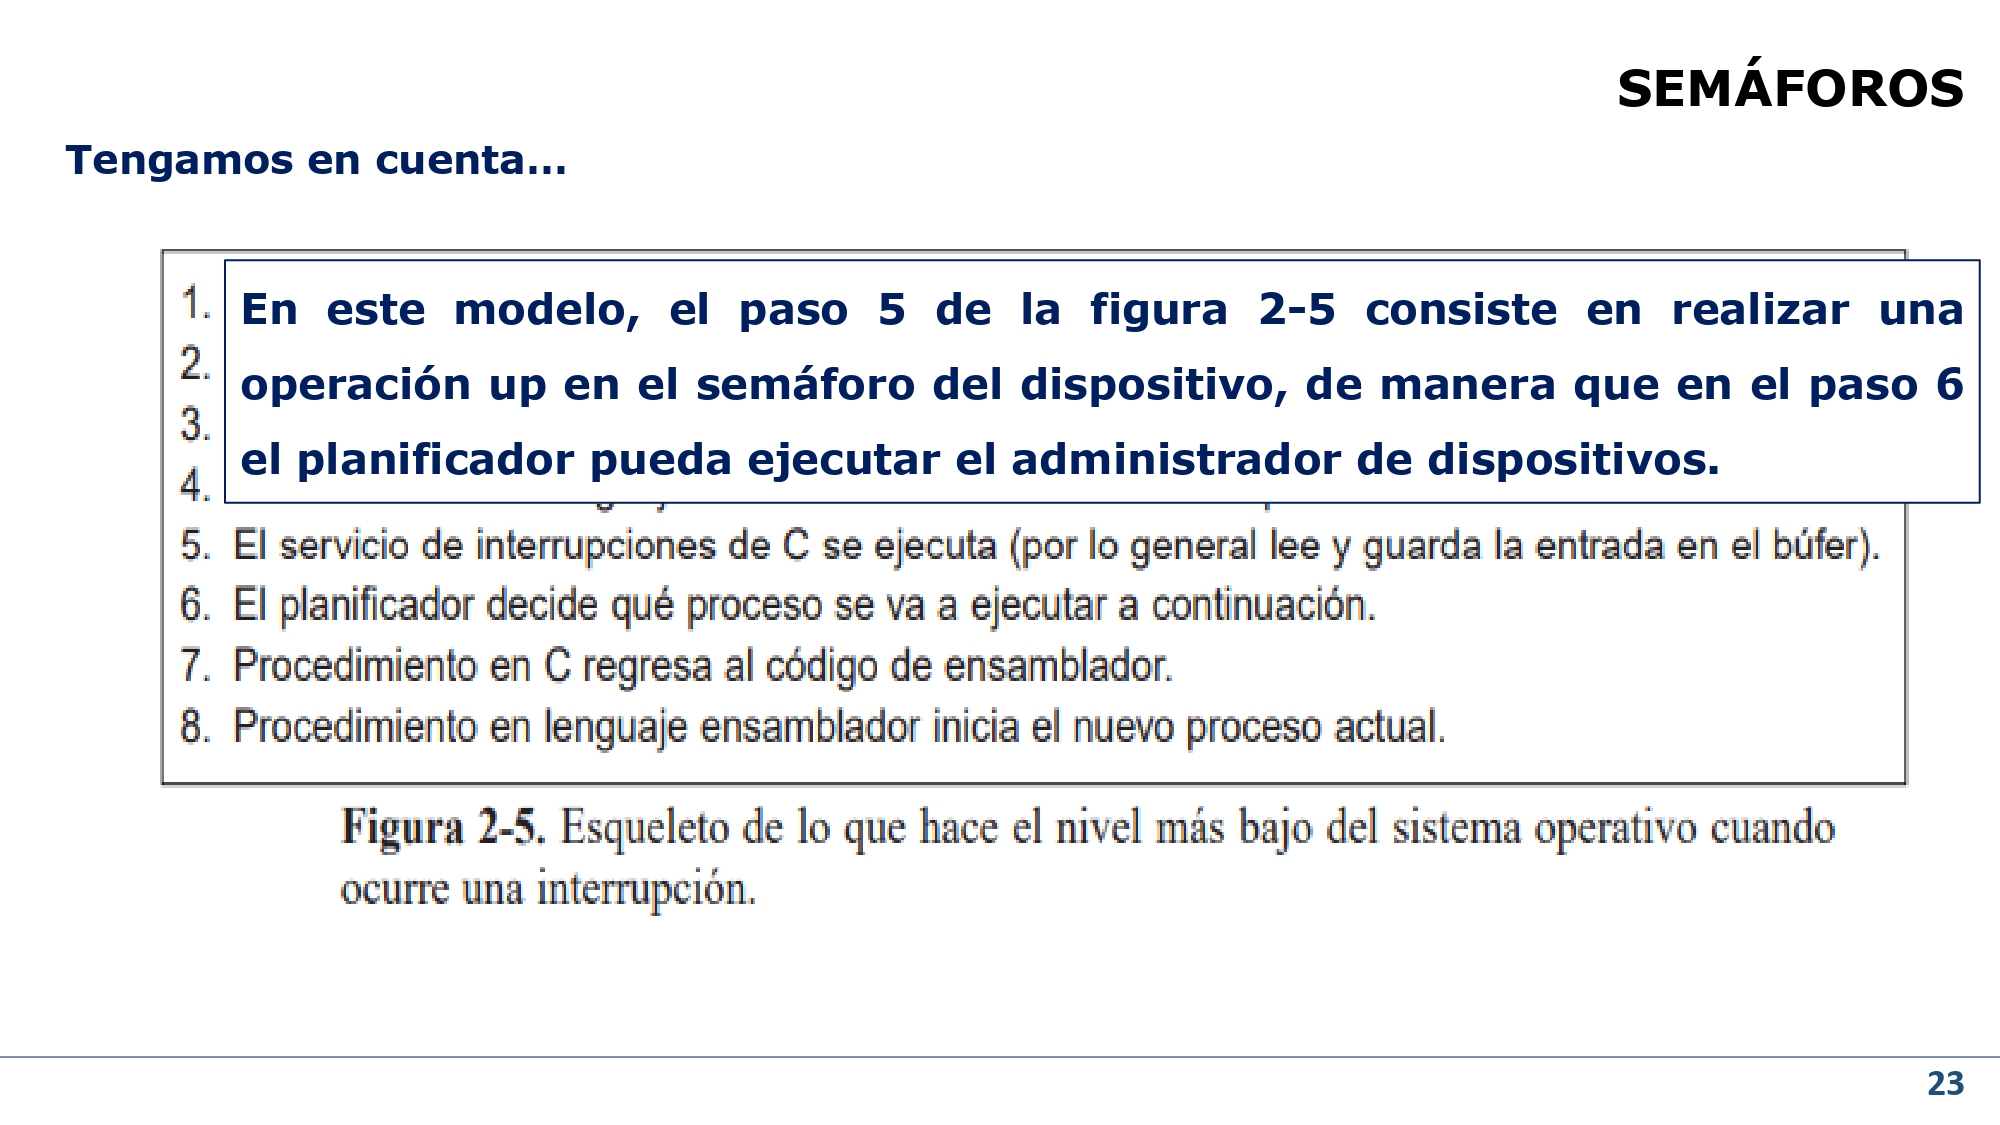 SEMÁFOROS
Tengamos en cuenta...
1.
2.
3.
4.
En este modelo, el paso 5 de la figura 2-5 consiste en realizar una
operación up en el semáforo del dispositivo, de manera que en el paso 6
el planificador pueda ejecutar el administrador de dispositivos.
5. El servicio de interrupciones de C se ejecuta (por lo general lee y guarda la entrada en el búfer).
6. El planificador decide qué proceso se va a ejecutar a continuación.
7. Procedimiento en C regresa al código de ensamblador.
8. Procedimiento en lenguaje ensamblador inicia el nuevo proceso actual.
Figura 2-5. Esqueleto de lo que hace el nivel más bajo del sistema operativo cuando
ocurre una interrupción.
23